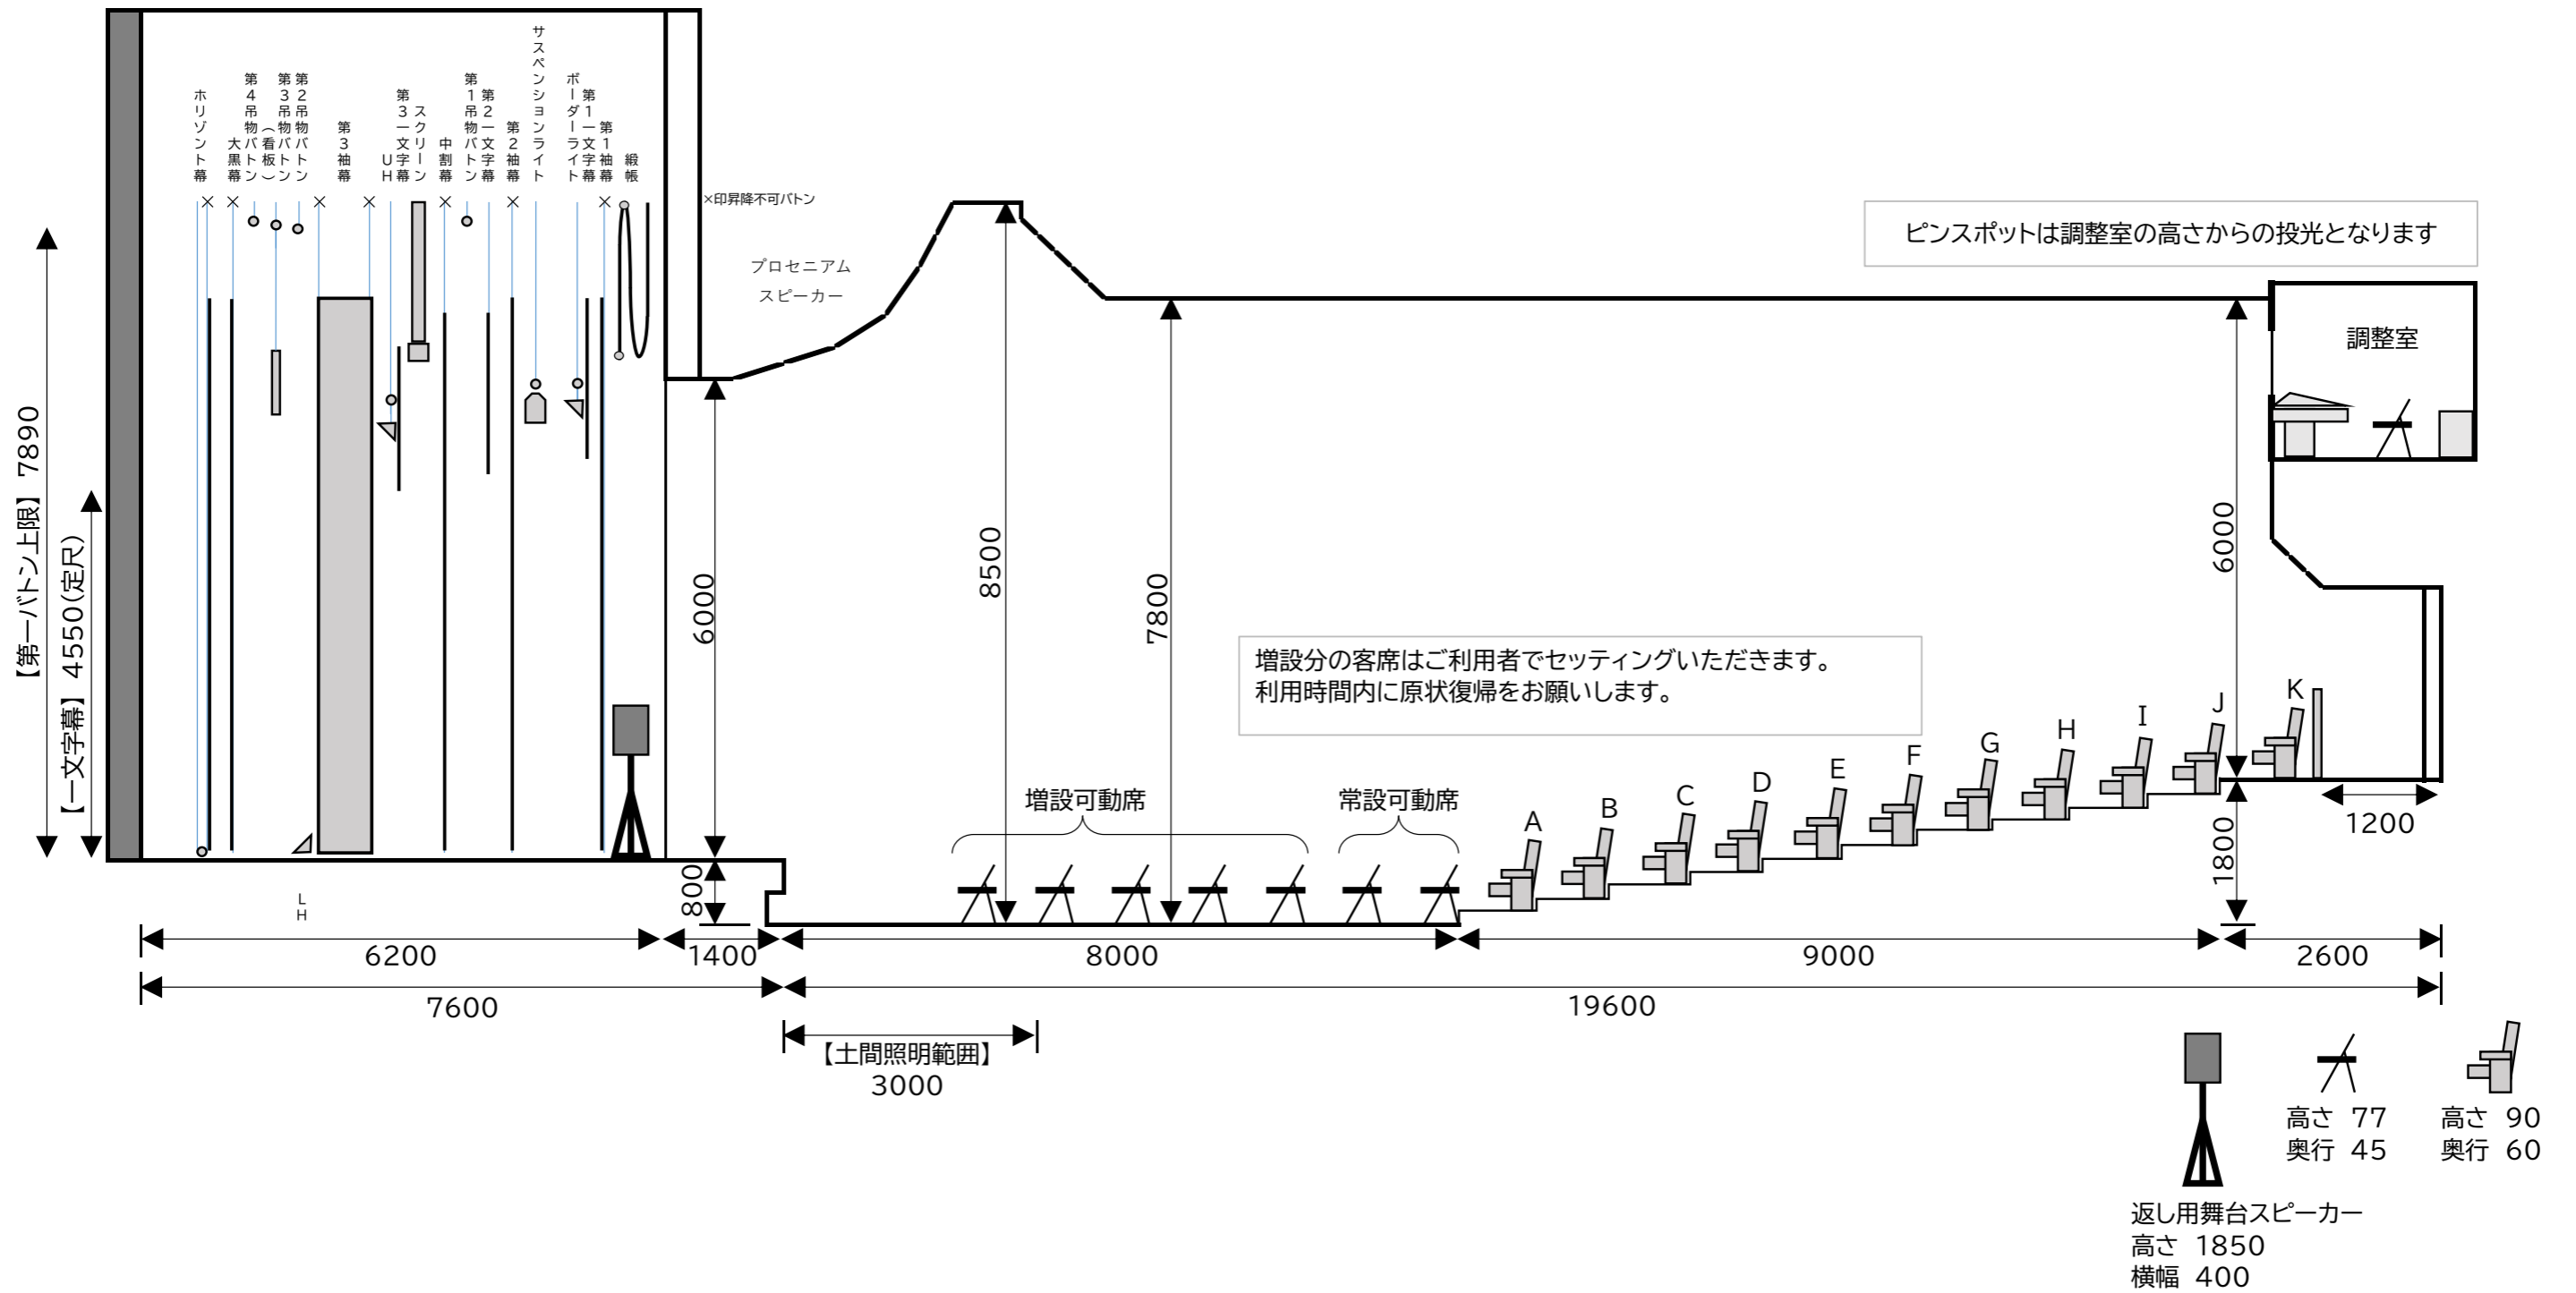 ホリゾント幕
大黒幕
第4吊物バトン
(看板)
第3吊物バトン
第2吊物バトン
第3袖幕
UH
第3一文字幕
スクリーン
中割幕
第1吊物バトン
第2一文字幕
第2袖幕
サスペンションライト
ボーダーライト
第1一文字幕
第1袖幕
緞帳
×印昇降不可バトン
プロセニアム
スピーカー
ピンスポットは調整室の高さからの投光となります
調整室
【第一バトン上限】 7890
【一文字幕】 4550(定尺)
6000
8500
7800
6000
増設分の客席はご利用者でセッティングいただきます。
利用時間内に原状復帰をお願いします。
増設可動席
常設可動席
A
B
C
D
E
F
G
H
I
J
K
1200
1800
800
LH
6200
1400
8000
9000
2600
7600
19600
【土間照明範囲】
3000
高さ 77
奥行 45
高さ 90
奥行 60
返し用舞台スピーカー
高さ 1850
横幅 400